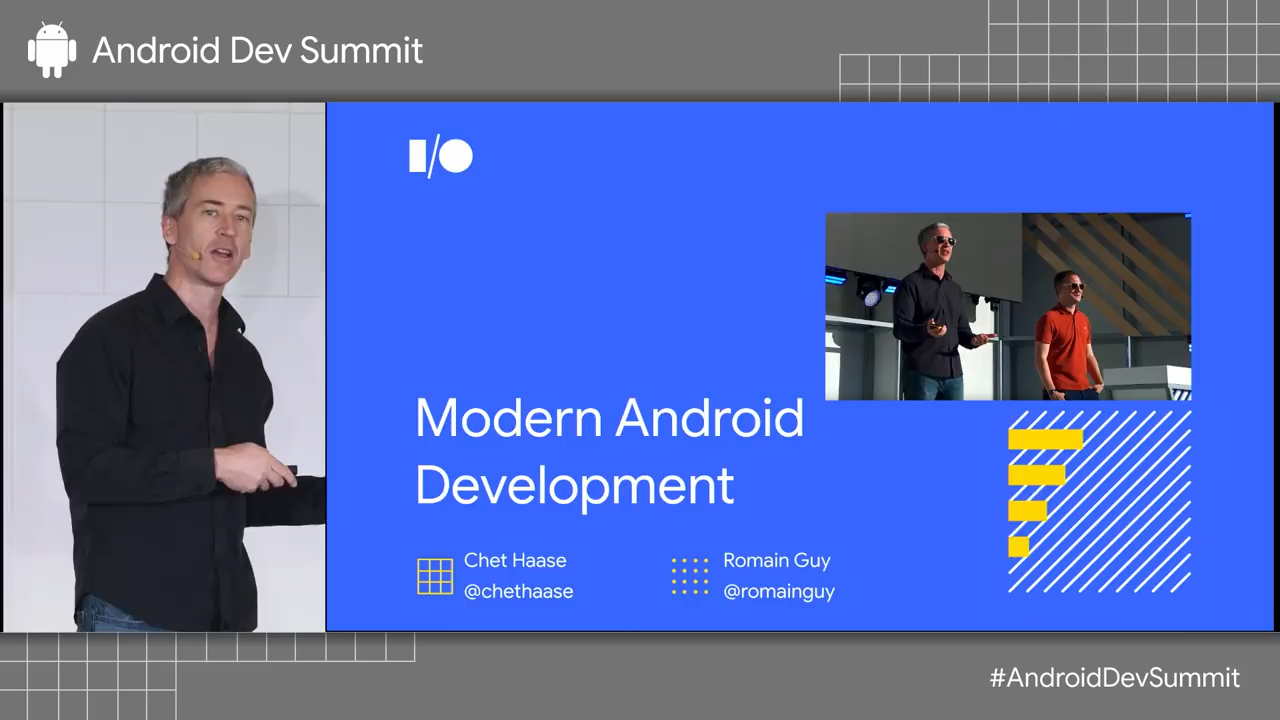 Android Dev Summit
I/O
Modern Android
Development
Chet Haase
@chethaase
Romain Guy
@romainguy
#AndroidDevSummit